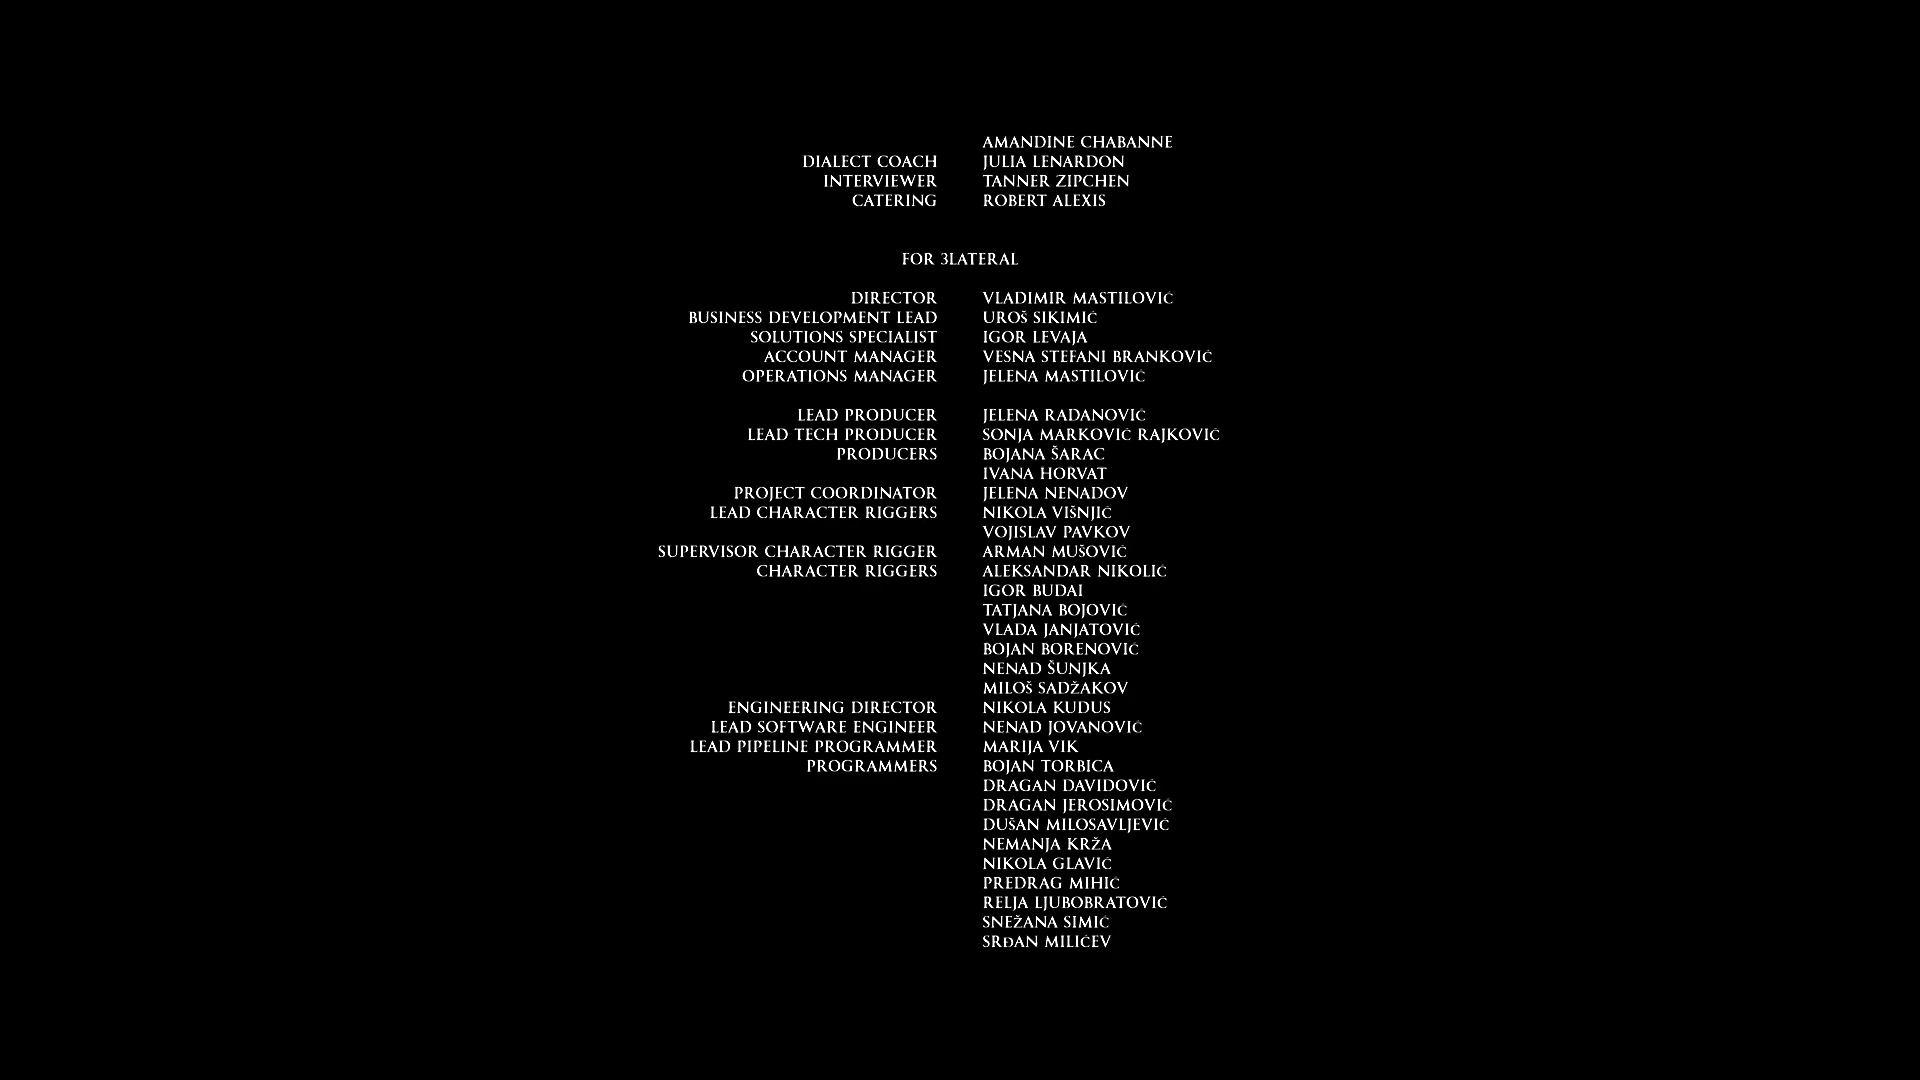 AMANDINE CHABANNE
DIALECT COACH JULIA LENARDON
INTERVIEWER TANNER ZIPCHEN
CATERING ROBERT ALEXIS
FOR 3LATERAL
DIRECTOR VLADIMIR MASTILOVIĆ
BUSINESS DEVELOPMENT LEAD UROŠ SIKIMIĆ
SOLUTIONS SPECIALIST IGOR LEVAJA
ACCOUNT MANAGER VESNA STEFANI BRANKOVIĆ
OPERATIONS MANAGER JELENA MASTILOVIĆ
LEAD PRODUCER JELENA RADANOVIĆ
LEAD TECH PRODUCER SONJA MARKOVIĆ RAJKOVIĆ
PRODUCERS BOJANA ŠARAC
IVANA HORVAT
PROJECT COORDINATOR JELENA NENADOV
LEAD CHARACTER RIGGERS NIKOLA VIŠNJIĆ
VOJISLAV PAVKOV
SUPERVISOR CHARACTER RIGGER ARMAN MUŠOVIĆ
CHARACTER RIGGERS ALEKSANDAR NIKOLIĆ
IGOR BUDAI
TATJANA BOJOVIĆ
VLADA JANJATOVIĆ
BOJAN BORENOVIĆ
NENAD ŠUNJKA
MILOŠ SADŽAKOV
ENGINEERING DIRECTOR NIKOLA KUDUS
LEAD SOFTWARE ENGINEER NENAD JOVANOVIĆ
LEAD PIPELINE PROGRAMMER MARIJA VIK
PROGRAMMERS BOJAN TORBICA
DRAGAN DAVIDOVIĆ
DRAGAN JEROSIMOVIĆ
DUŠAN MILOSAVLJEVIĆ
NEMANJA KRŽA
NIKOLA GLAVIĆ
PREDRAG MIHIĆ
RELJA LJUBOBRATOVIĆ
SNEŽANA SIMIĆ
SRĐAN MILIĆEV